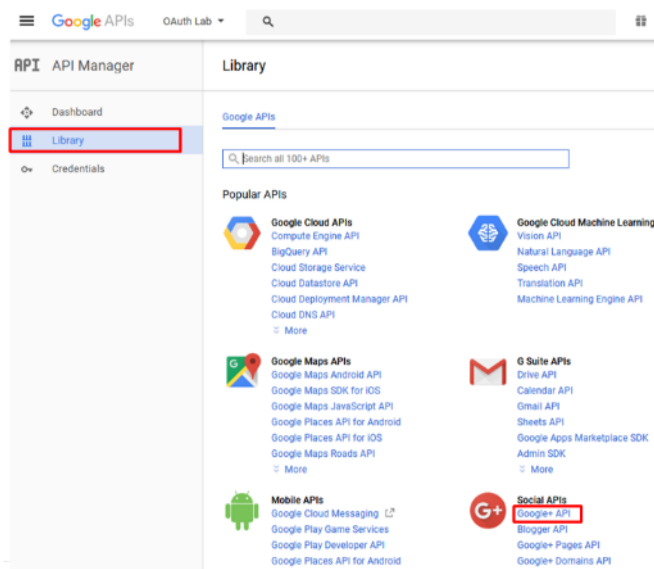 Google APIs OAuth Lab
API API Manager
Library
Dashboard
Library
Credentials
Google APIs
Search all 100+ APIs
Popular APIs
Google Cloud APIs
Compute Engine API
BigQuery API
Cloud Storage Service
Cloud Datastore API
Cloud Deployment Manager API
Cloud DNS API
More
Google Cloud Machine Learning
Vision API
Natural Language API
Speech API
Translation API
Machine Learning Engine API
Google Maps APIs
Google Maps Android API
Google Maps SDK for iOS
Google Maps JavaScript API
Google Places API for Android
Google Places API for iOS
Google Maps Roads API
More
G Suite APIs
Drive API
Calendar API
Gmail API
Sheets API
Google Apps Marketplace SDK
Admin SDK
More
Mobile APIs
Google Cloud Messaging
Google Play Game Services
Google Play Developer API
Google Places API for Android
G+
Social APIs
Google+ API
Blogger API
Google+ Pages API
Google+ Domains API